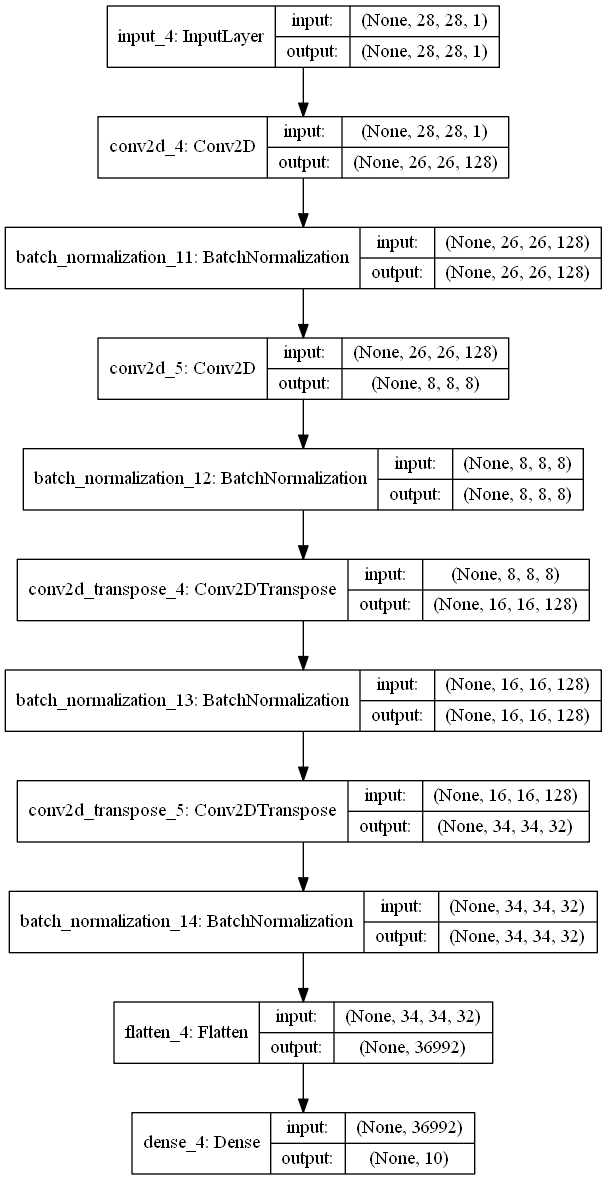 input_4: InputLayer
input: (None, 28, 28, 1)
output: (None, 28, 28, 1)
conv2d_4: Conv2D
input: (None, 28, 28, 1)
output: (None, 26, 26, 128)
batch_normalization_11: BatchNormalization
input: (None, 26, 26, 128)
output: (None, 26, 26, 128)
conv2d_5: Conv2D
input: (None, 26, 26, 128)
output: (None, 8, 8, 8)
batch_normalization_12: BatchNormalization
input: (None, 8, 8, 8)
output: (None, 8, 8, 8)
conv2d_transpose_4: Conv2DTranspose
input: (None, 8, 8, 8)
output: (None, 16, 16, 128)
batch_normalization_13: BatchNormalization
input: (None, 16, 16, 128)
output: (None, 16, 16, 128)
conv2d_transpose_5: Conv2DTranspose
input: (None, 16, 16, 128)
output: (None, 34, 34, 32)
batch_normalization_14: BatchNormalization
input: (None, 34, 34, 32)
output: (None, 34, 34, 32)
flatten_4: Flatten
input: (None, 34, 34, 32)
output: (None, 36992)
dense_4: Dense
input: (None, 36992)
output: (None, 10)